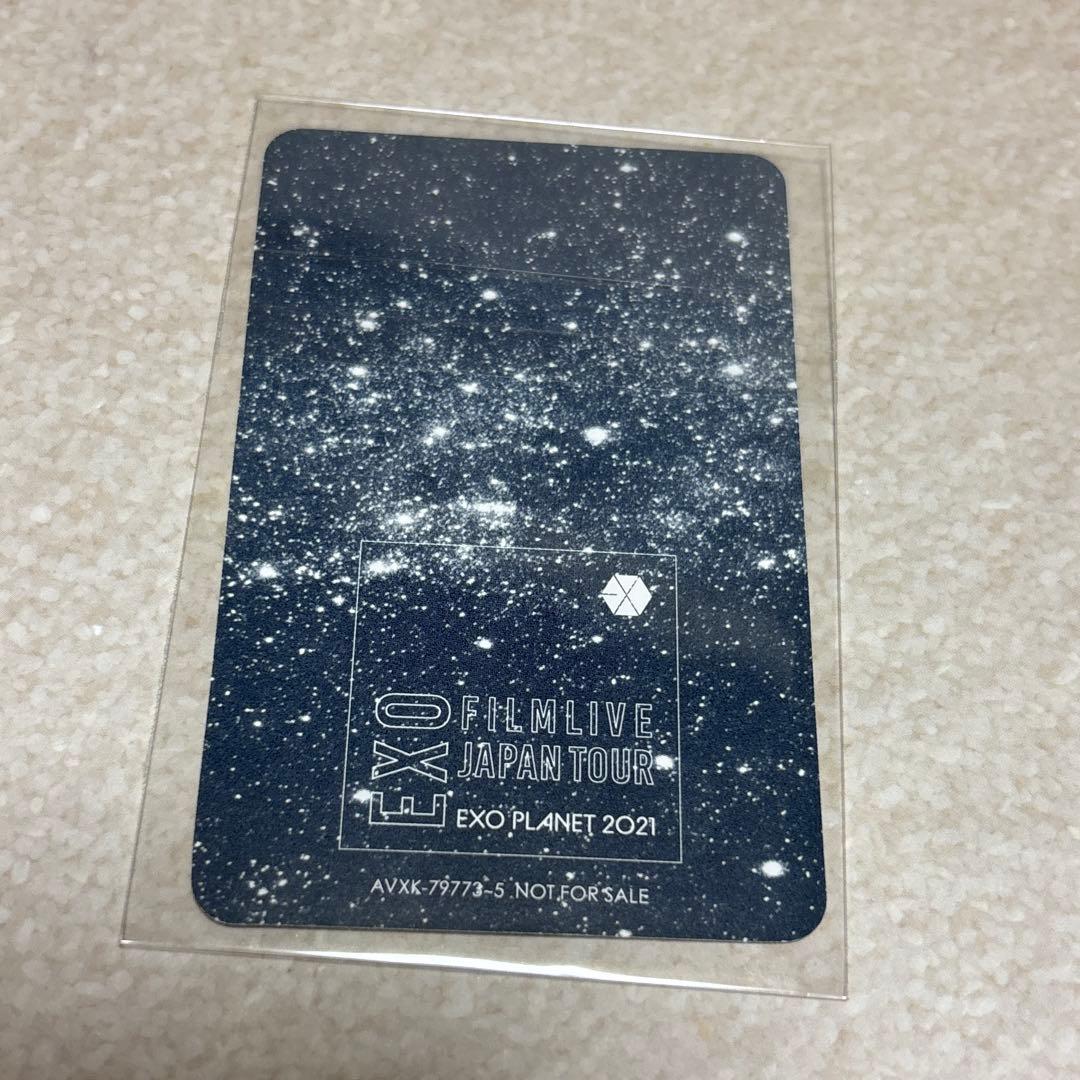 EXO
FILMLIVE
JAPAN TOUR
EXO PLANET 2021
AVXK-79773~5 NOT FOR SALE